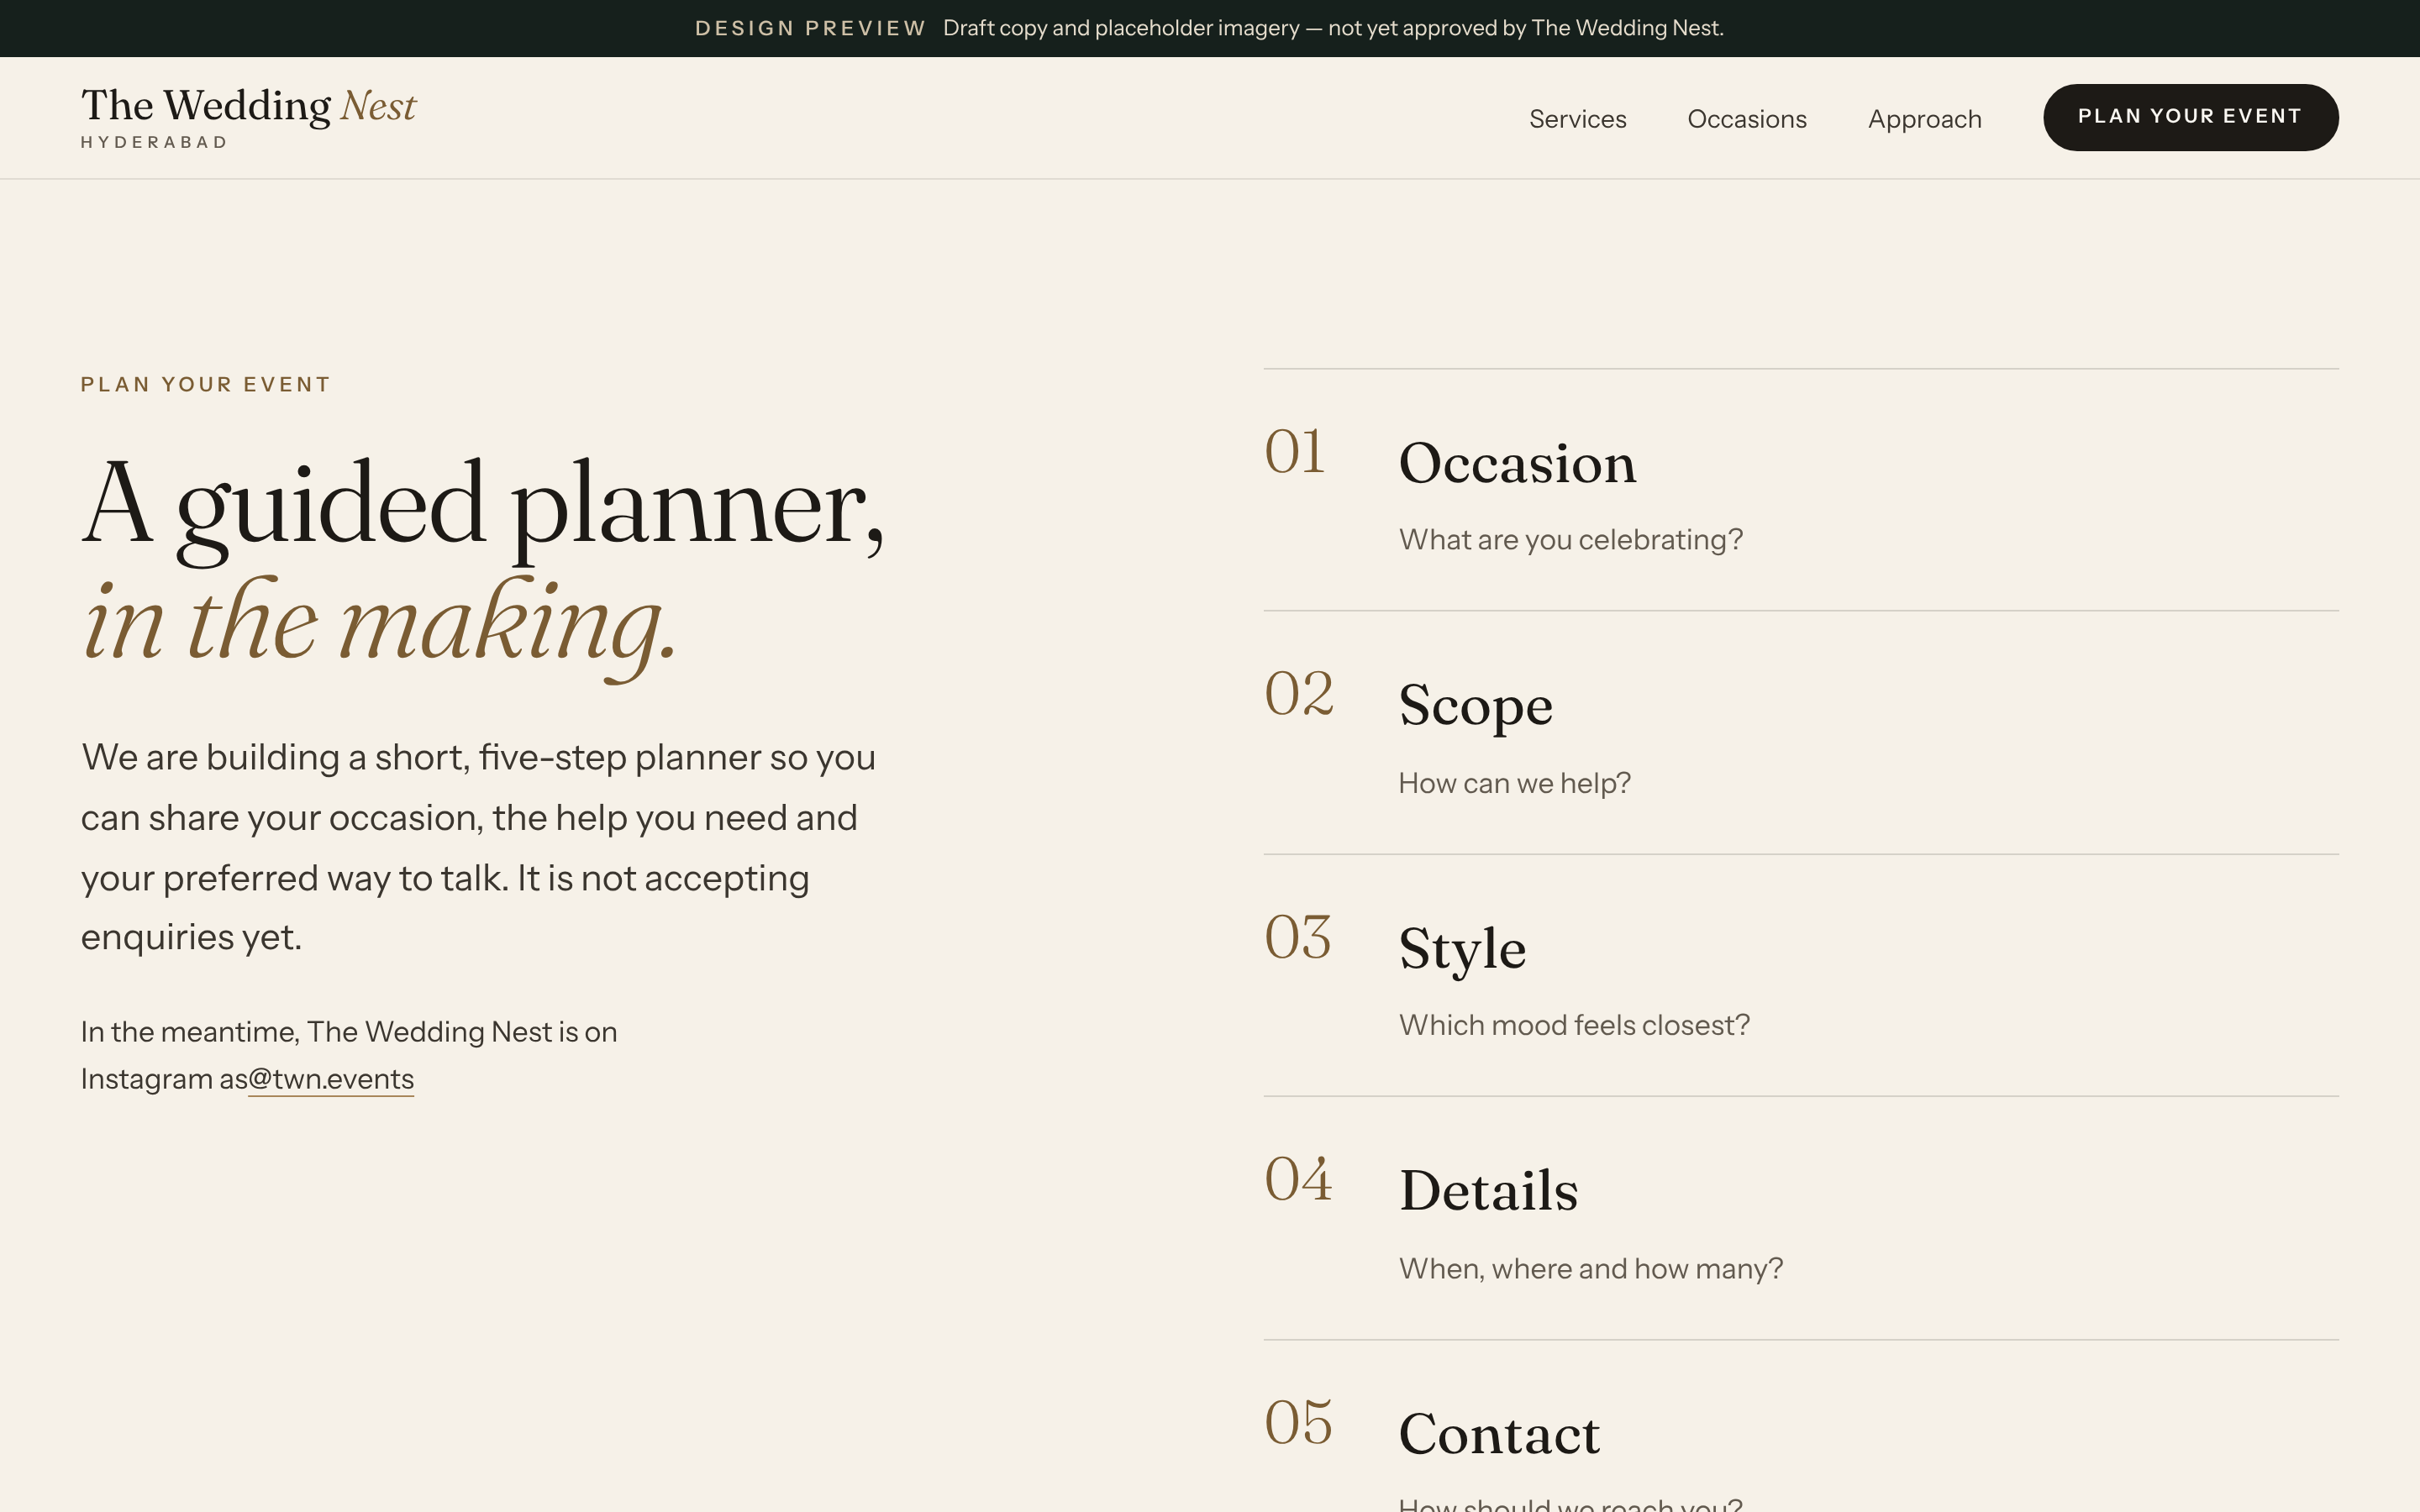 DESIGN PREVIEW Draft copy and placeholder imagery — not yet approved by The Wedding Nest.
The Wedding Nest
HYDERABAD
Services
Occasions
Approach
PLAN YOUR EVENT
PLAN YOUR EVENT
A guided planner,
in the making.
We are building a short, five-step planner so you
can share your occasion, the help you need and
your preferred way to talk. It is not accepting
enquiries yet.
In the meantime, The Wedding Nest is on
Instagram as@twn.events
01
Occasion
What are you celebrating?
02
Scope
How can we help?
03
Style
Which mood feels closest?
04
Details
When, where and how many?
05
Contact
How should we reach you?